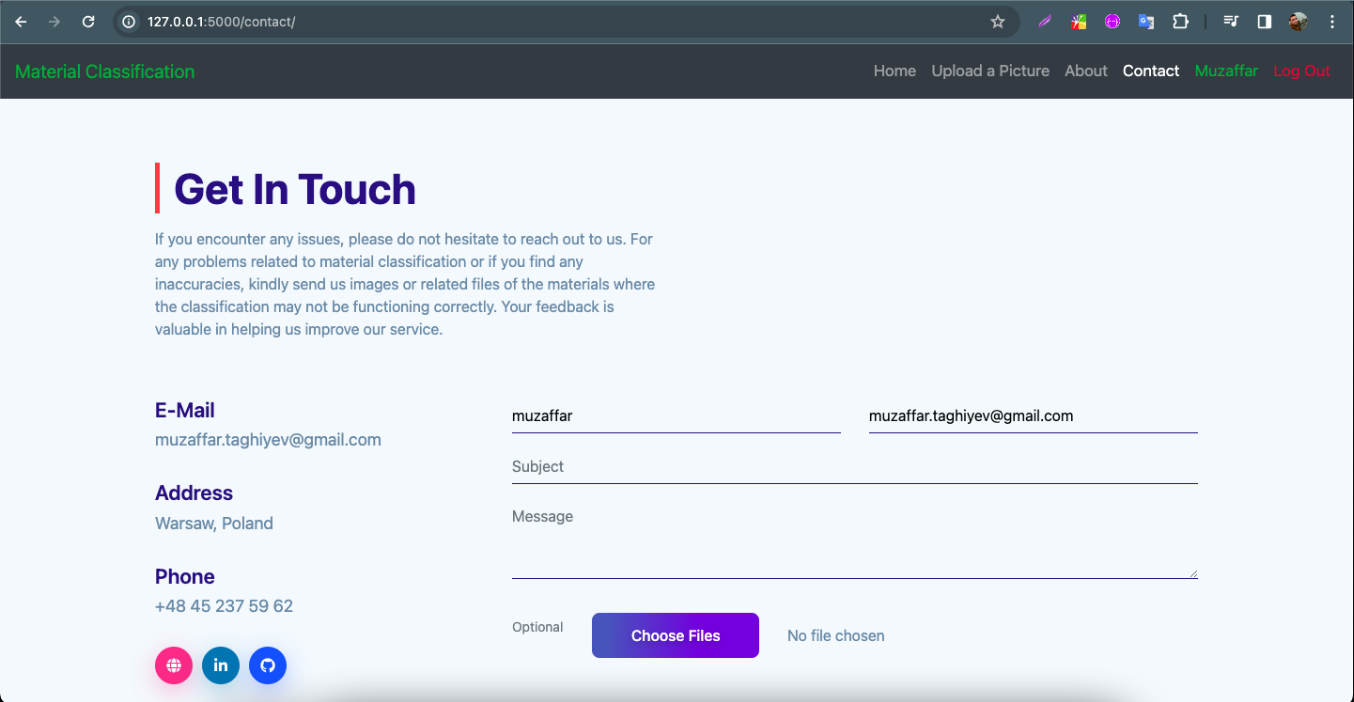 127.0.0.1:5000/contact/
Material Classification
Home Upload a Picture About Contact Muzaffar Log Out
Get In Touch
If you encounter any issues, please do not hesitate to reach out to us. For
any problems related to material classification or if you find any
inaccuracies, kindly send us images or related files of the materials where
the classification may not be functioning correctly. Your feedback is
valuable in helping us improve our service.
E-Mail
muzaffar.taghiyev@gmail.com
Address
Warsaw, Poland
Phone
+48 45 237 59 62
in
muzaffar
muzaffar.taghiyev@gmail.com
Subject
Message
Optional
Choose Files
No file chosen